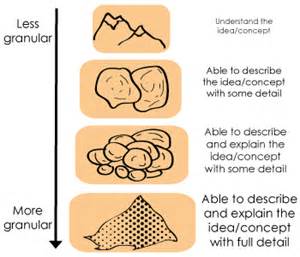 Less
granular
Understand the
idea/concept
Able to describe
the idea/concept
with some detail
Able to describe
and explain the
idea/concept
with some detail
More
granular
Able to describe
and explain the
idea/concept
with full detail